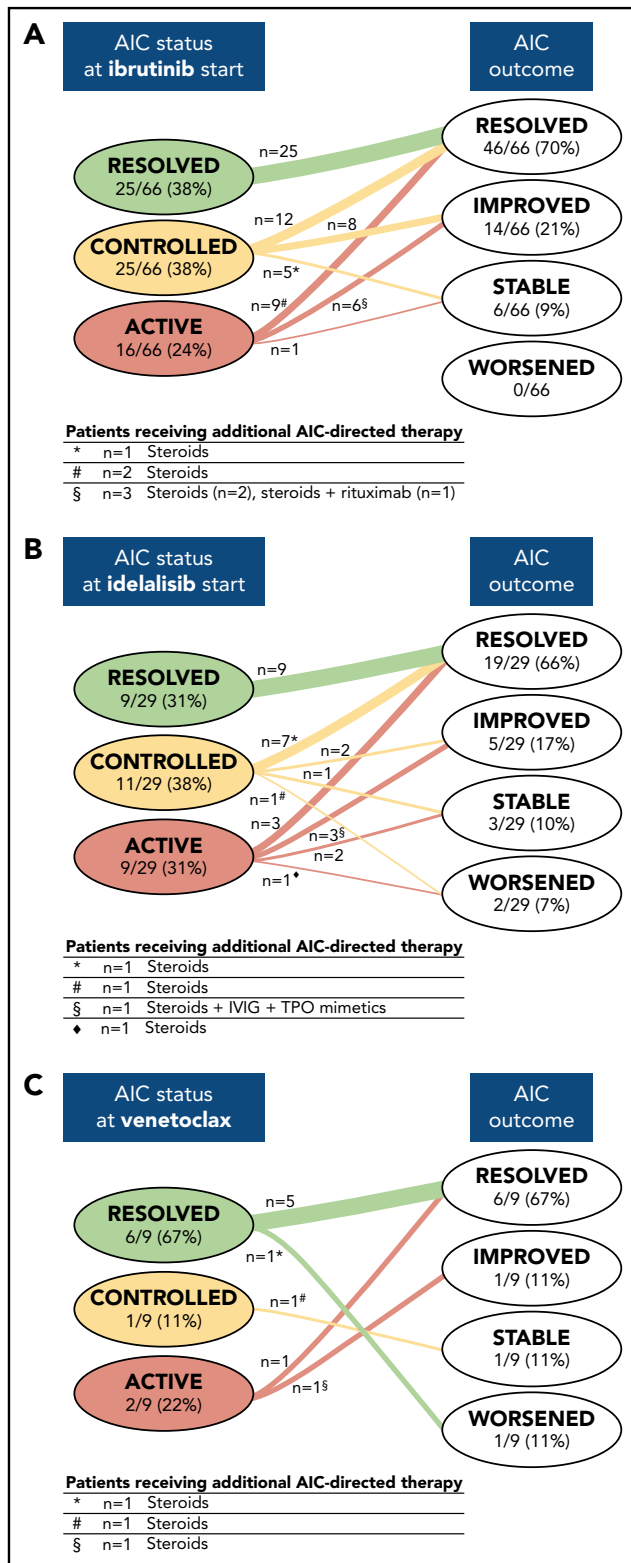 A
AIC status
at ibrutinib start
AIC
outcome
RESOLVED
25/66 (38%)
CONTROLLED
25/66 (38%)
ACTIVE
16/66 (24%)
n=25
n=12
n=8
n=5*
n=9#
n=6§
n=1
RESOLVED
46/66 (70%)
IMPROVED
14/66 (21%)
STABLE
6/66 (9%)
WORSENED
0/66
Patients receiving additional AIC-directed therapy
* n=1 Steroids
# n=2 Steroids
§ n=3 Steroids (n=2), steroids + rituximab (n=1)
B
AIC status
at idelalisib start
AIC
outcome
RESOLVED
9/29 (31%)
CONTROLLED
11/29 (38%)
ACTIVE
9/29 (31%)
n=9
n=7*
n=2
n=1
n=1#
n=3
n=3§
n=2
n=1♦
RESOLVED
19/29 (66%)
IMPROVED
5/29 (17%)
STABLE
3/29 (10%)
WORSENED
2/29 (7%)
Patients receiving additional AIC-directed therapy
* n=1 Steroids
# n=1 Steroids
§ n=1 Steroids + IVIG + TPO mimetics
♦ n=1 Steroids
C
AIC status
at venetoclax
AIC
outcome
RESOLVED
6/9 (67%)
CONTROLLED
1/9 (11%)
ACTIVE
2/9 (22%)
n=5
n=1*
n=1#
n=1
n=1§
RESOLVED
6/9 (67%)
IMPROVED
1/9 (11%)
STABLE
1/9 (11%)
WORSENED
1/9 (11%)
Patients receiving additional AIC-directed therapy
* n=1 Steroids
# n=1 Steroids
§ n=1 Steroids